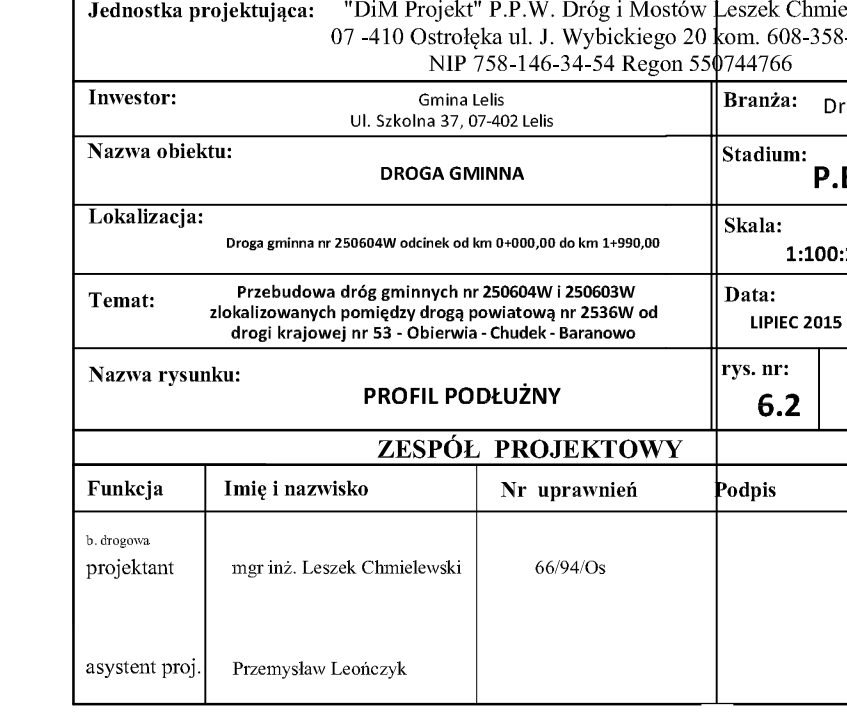 Jednostka projektująca: "DiM Projekt" P.P.W. Dróg i Mostów Leszek Chmie
07 -410 Ostrołęka ul. J. Wybickiego 20 kom. 608-358-
NIP 758-146-34-54 Regon 550744766
Inwestor: Gmina Lelis
Ul. Szkolna 37, 07-402 Lelis
Branża: Dr
Nazwa obiektu: DROGA GMINNA
Stadium: P.B
Lokalizacja: Droga gminna nr 250604W odcinek od km 0+000,00 do km 1+990,00
Skala: 1:100:
Temat: Przebudowa dróg gminnych nr 250604W i 250603W
zlokalizowanych pomiędzy drogą powiatową nr 2536W od
drogi krajowej nr 53 - Obierwia - Chudek - Baranowo
Data: LIPIEC 2015
Nazwa rysunku: PROFIL PODŁUŻNY
rys. nr: 6.2
ZESPÓŁ PROJEKTOWY
Funkcja Imię i nazwisko Nr uprawnień Podpis
b. drogowa
projektant mgr inż. Leszek Chmielewski 66/94/Os
asystent proj. Przemysław Leończyk